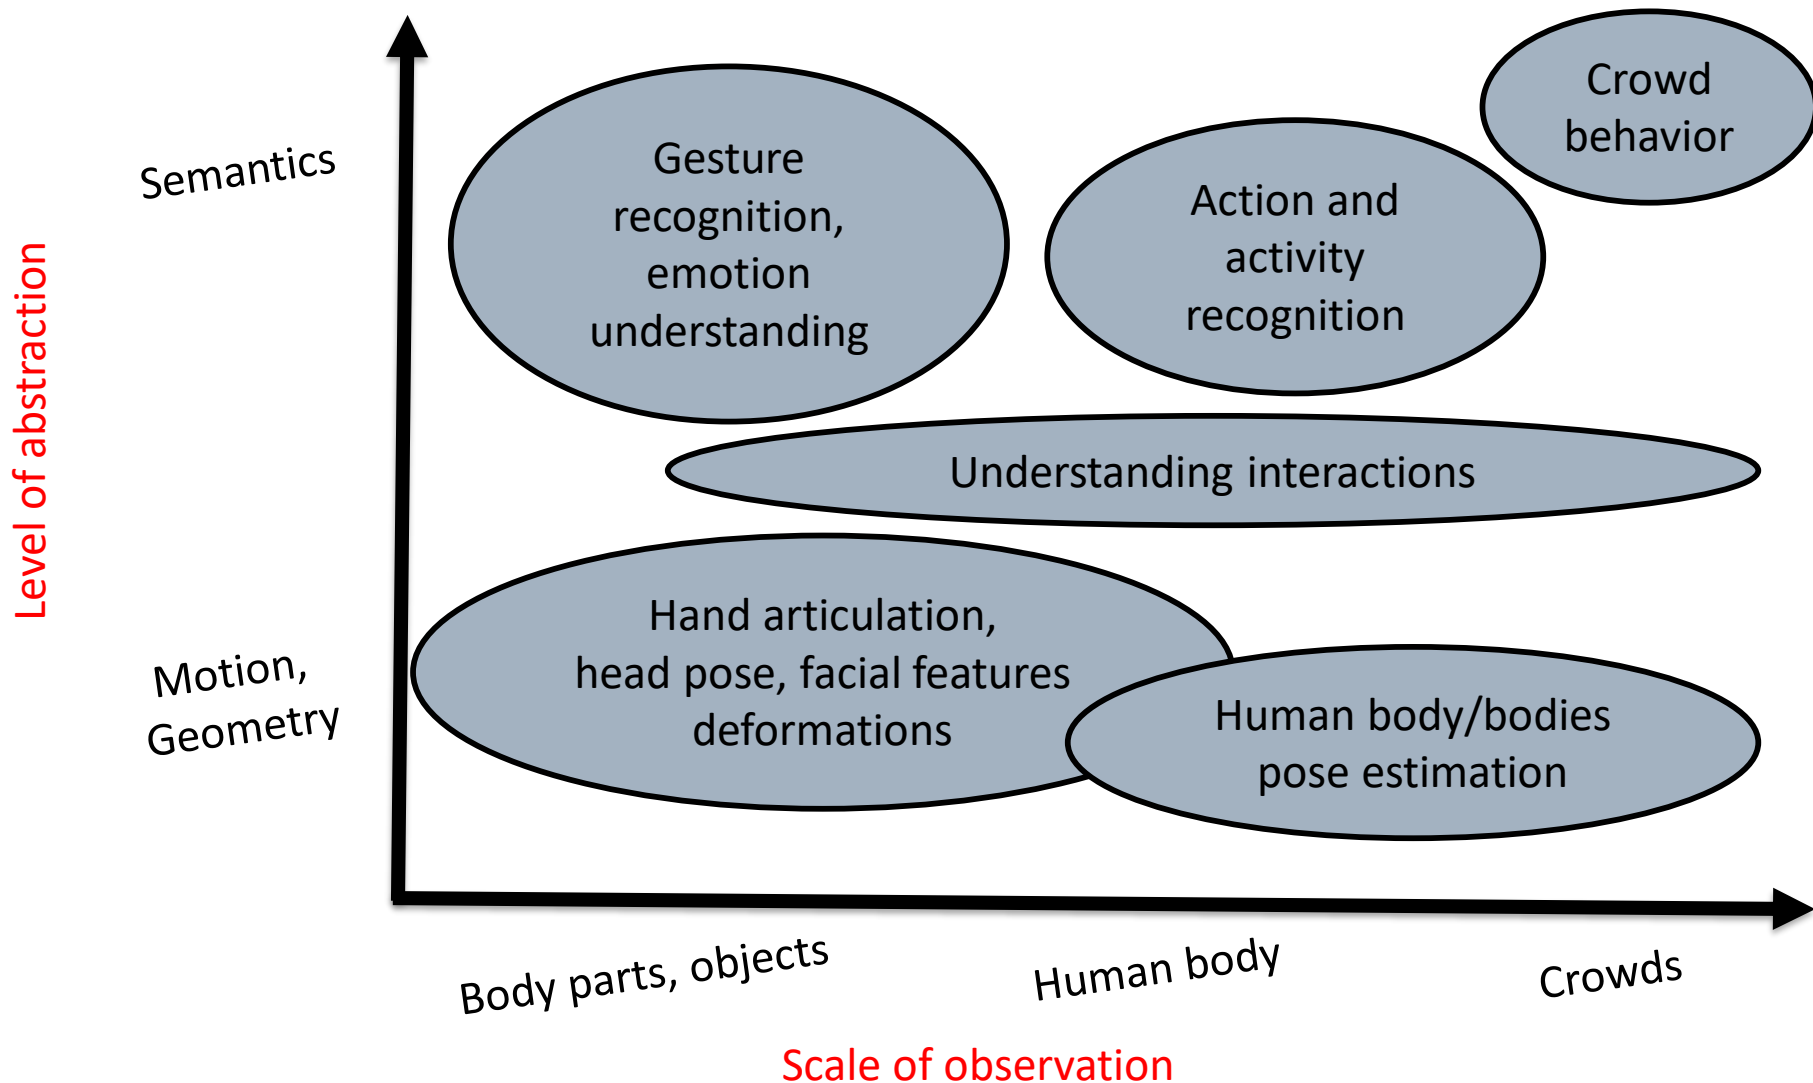 Crowd
behavior
Gesture
recognition,
emotion
understanding
Action and
activity
recognition
Semantics
Level of abstraction
Understanding interactions
Hand articulation,
head pose, facial features
deformations
Motion,
Geometry
Human body/bodies
pose estimation
Body parts, objects
Human body
Crowds
Scale of observation